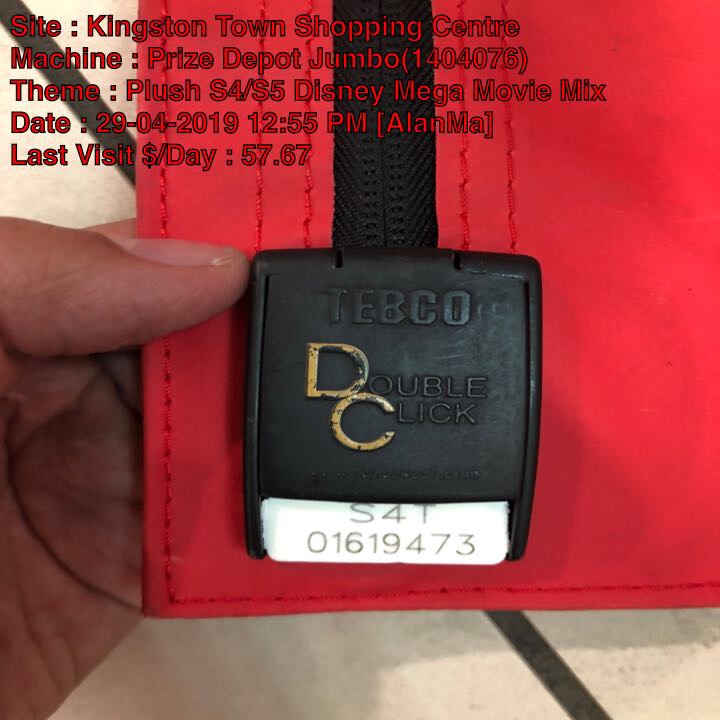 Site : Kingston Town Shopping Centre
Machine : Prize Depot Jumbo(1404076)
Theme : Plush S4/S5 Disney Mega Movie Mix
Date : 29-04-2019 12:55 PM [AlanMa]
Last Visit $/Day : 57.67
TEBCO
DOUBLE
CLICK
S4T
01619473